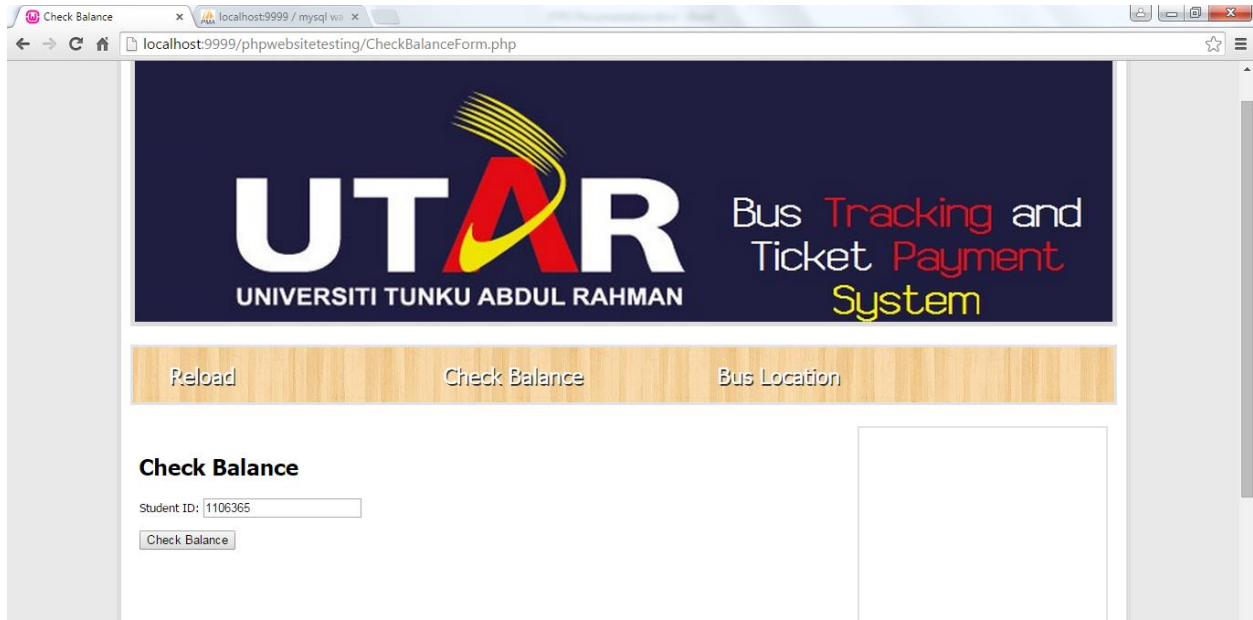 Check Balance
localhost:9999 / mysql wa
localhost:9999/phpwebsitetesting/CheckBalanceForm.php
UTAR
UNIVERSITI TUNKU ABDUL RAHMAN
Bus Tracking and
Ticket Payment
System
Reload Check Balance Bus Location
Check Balance
Student ID: 1106365
Check Balance